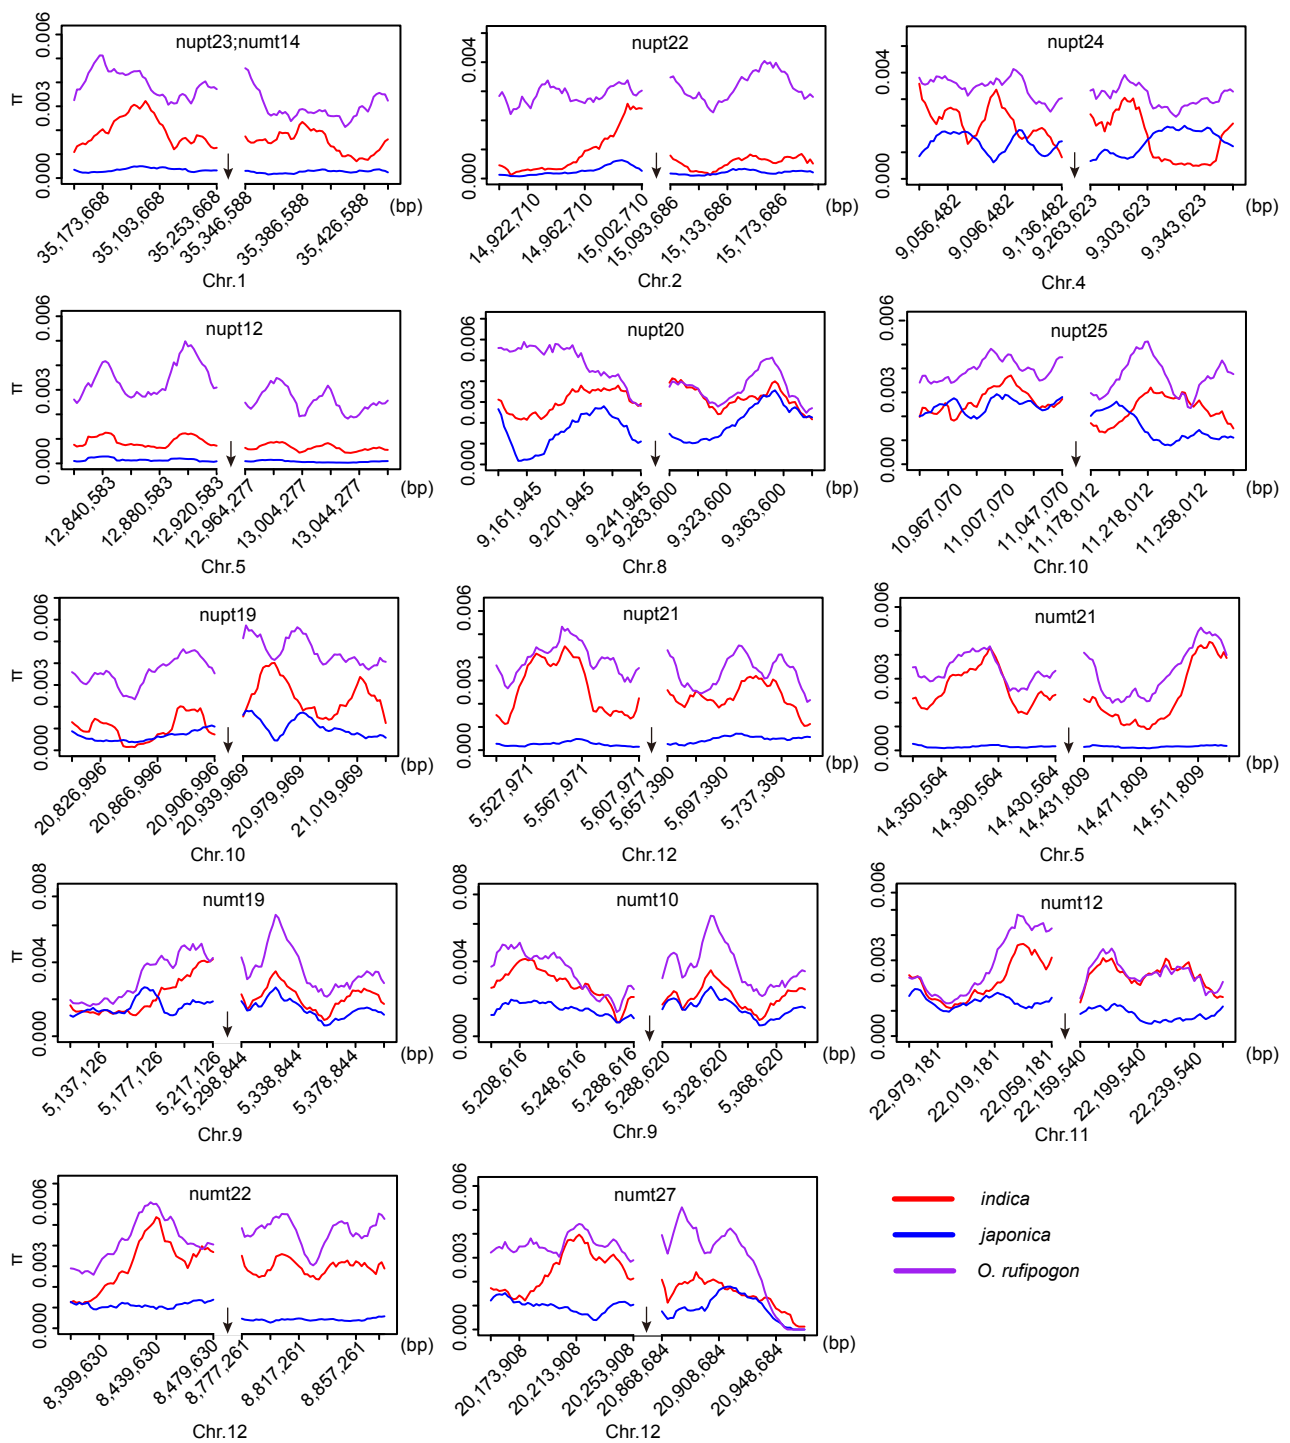 nupt23;numt14
π
0.000 0.003 0.006
35,173,668 35,193,668 35,253,668 35,346,588 35,386,588 35,426,588
(bp)
Chr.1
nupt22
0.000 0.004
14,922,710 14,962,710 15,002,710 15,093,686 15,133,686 15,173,686
(bp)
Chr.2
nupt24
0.000 0.004
9,056,482 9,096,482 9,136,482 9,263,623 9,303,623 9,343,623
(bp)
Chr.4
nupt12
π
0.000 0.003 0.006
12,840,583 12,880,583 12,920,583 12,964,277 13,004,277 13,044,277
(bp)
Chr.5
nupt20
0.000 0.003 0.006
9,161,945 9,201,945 9,241,945 9,283,600 9,323,600 9,363,600
(bp)
Chr.8
nupt25
0.000 0.003 0.006
10,967,070 11,007,070 11,047,070 11,178,012 11,218,012 11,258,012
(bp)
Chr.10
nupt19
π
0.000 0.003 0.006
20,826,996 20,866,996 20,906,996 20,939,969 20,979,969 21,019,969
(bp)
Chr.10
nupt21
0.000 0.003 0.006
5,527,971 5,567,971 5,607,971 5,657,390 5,697,390 5,737,390
(bp)
Chr.12
numt21
0.000 0.003 0.006
14,350,564 14,390,564 14,430,564 14,431,809 14,471,809 14,511,809
(bp)
Chr.5
numt19
π
0.000 0.004 0.008
5,137,126 5,177,126 5,217,126 5,298,844 5,338,844 5,378,844
(bp)
Chr.9
numt10
0.000 0.004 0.008
5,208,616 5,248,616 5,288,616 5,288,620 5,328,620 5,368,620
(bp)
Chr.9
numt12
0.000 0.003 0.006
22,979,181 22,019,181 22,059,181 22,159,540 22,199,540 22,239,540
(bp)
Chr.11
numt22
π
0.000 0.003 0.006
8,399,630 8,439,630 8,479,630 8,777,261 8,817,261 8,857,261
(bp)
Chr.12
numt27
0.000 0.003 0.006
20,173,908 20,213,908 20,253,908 20,868,684 20,908,684 20,948,684
(bp)
Chr.12
indica
japonica
O. rufipogon